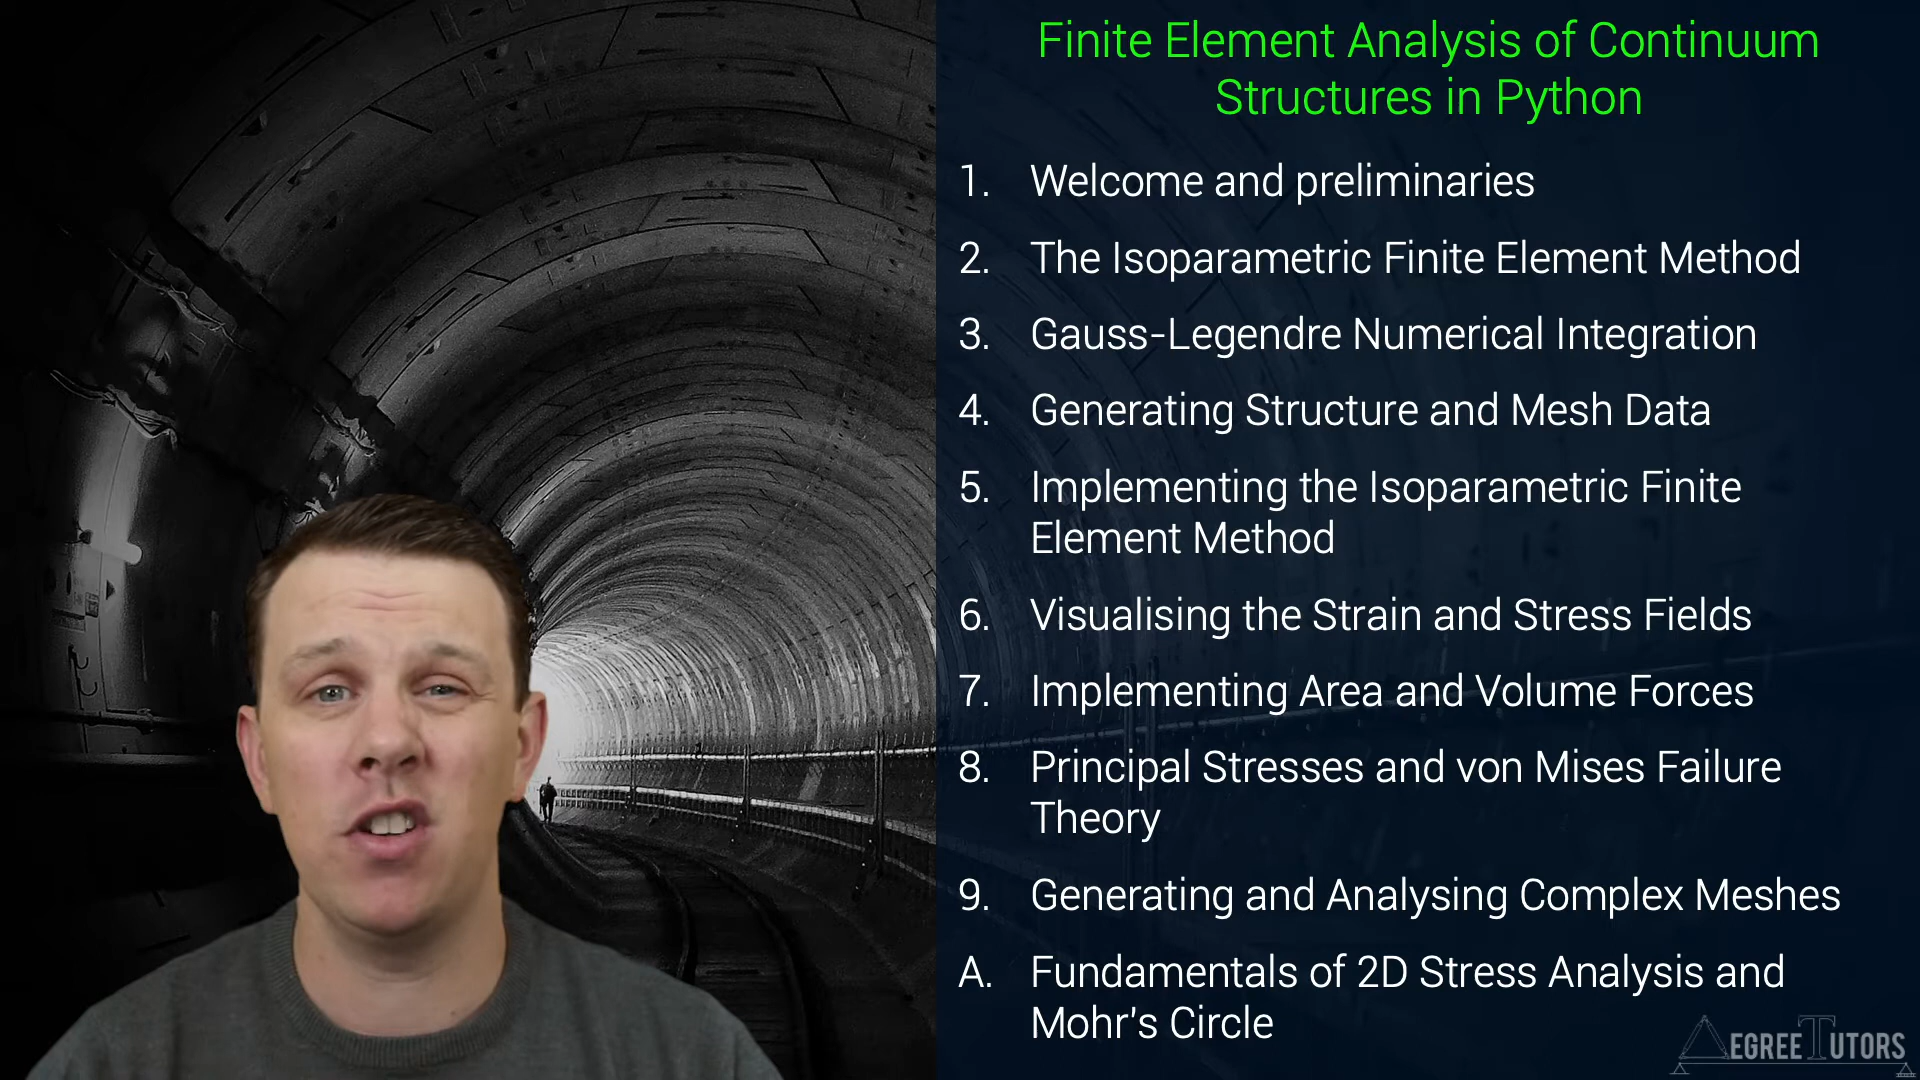 Finite Element Analysis of Continuum
Structures in Python
1. Welcome and preliminaries
2. The Isoparametric Finite Element Method
3. Gauss-Legendre Numerical Integration
4. Generating Structure and Mesh Data
5. Implementing the Isoparametric Finite
Element Method
6. Visualising the Strain and Stress Fields
7. Implementing Area and Volume Forces
8. Principal Stresses and von Mises Failure
Theory
9. Generating and Analysing Complex Meshes
A. Fundamentals of 2D Stress Analysis and
Mohr's Circle
DEGREE TUTORS